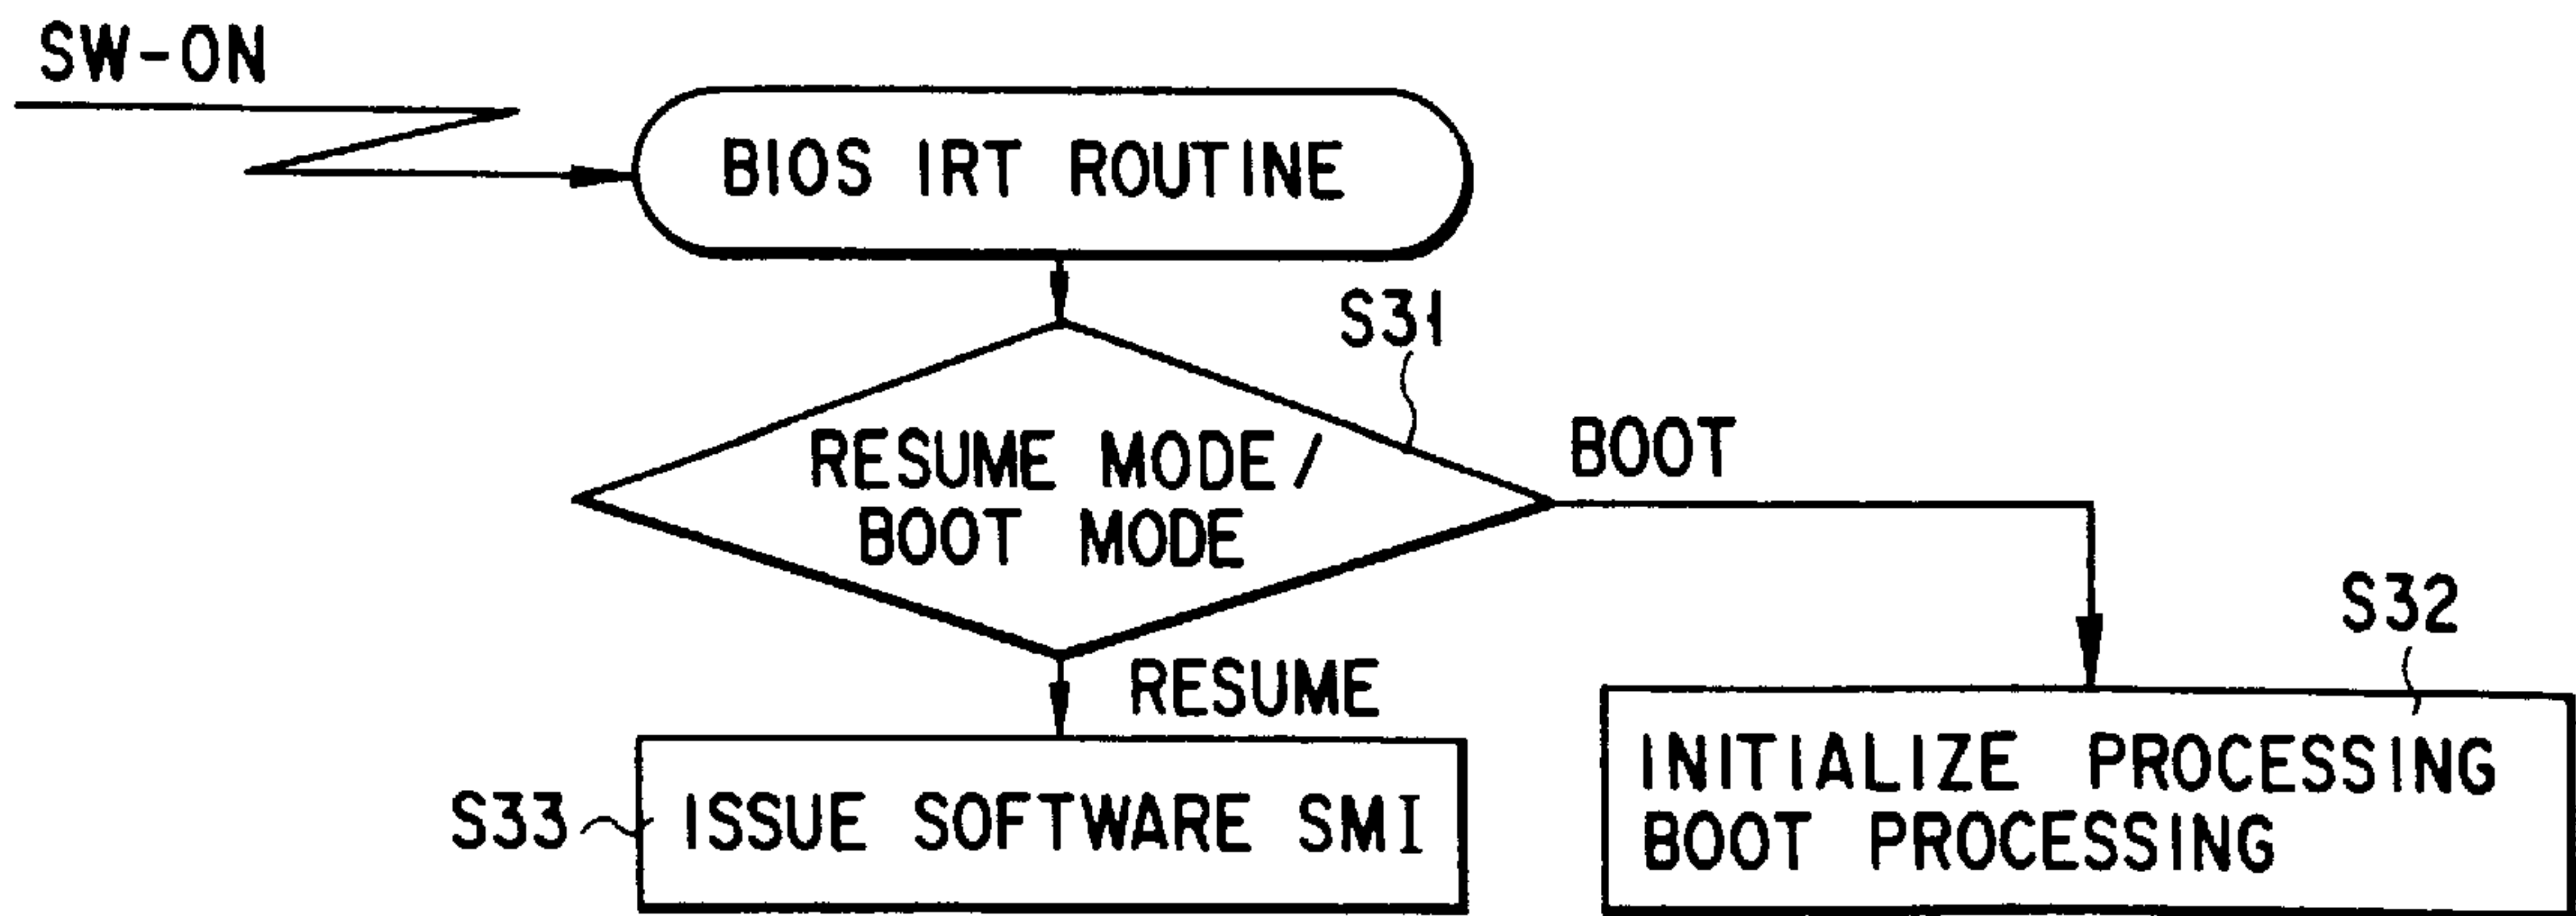 SW-ON
BIOS IRT ROUTINE
S31
RESUME MODE/
BOOT MODE
BOOT
RESUME
S32
INITIALIZE PROCESSING
BOOT PROCESSING
S33
ISSUE SOFTWARE SMI